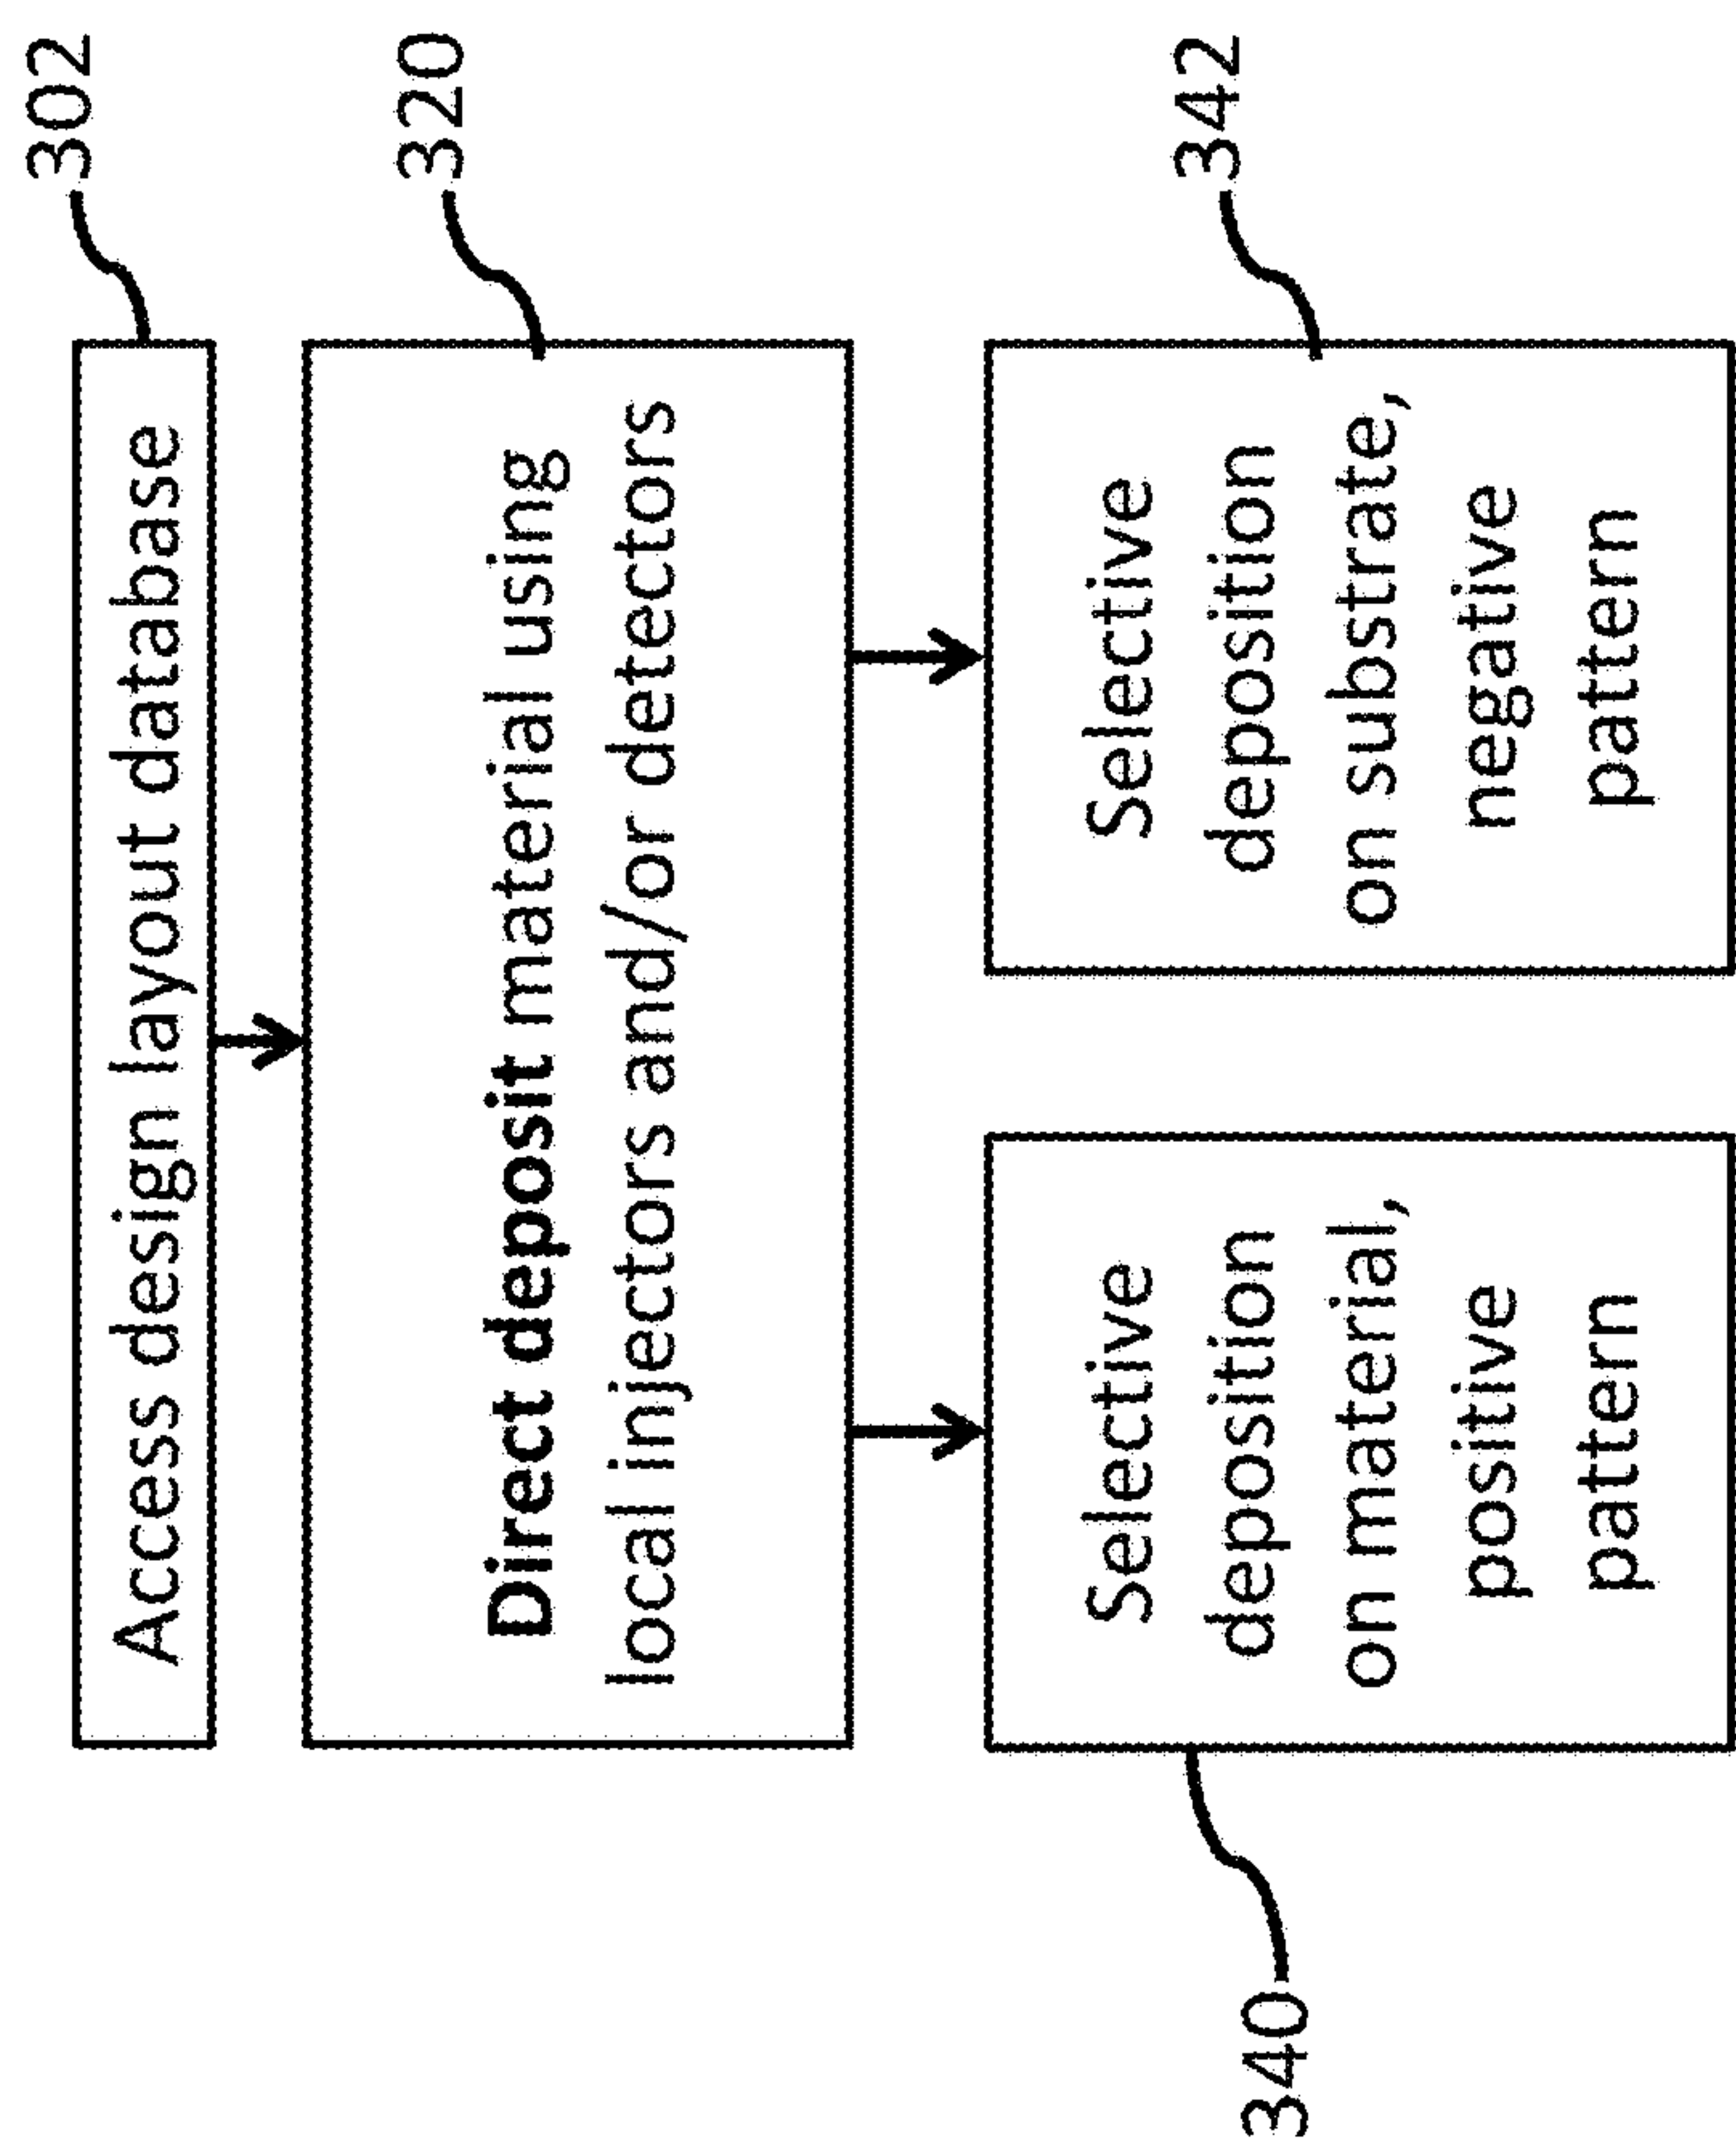 302
Access design layout database
320
Direct deposit material using
local injectors and/or detectors
340
Selective
deposition
on material,
positive
pattern
342
Selective
deposition
on substrate,
negative
pattern